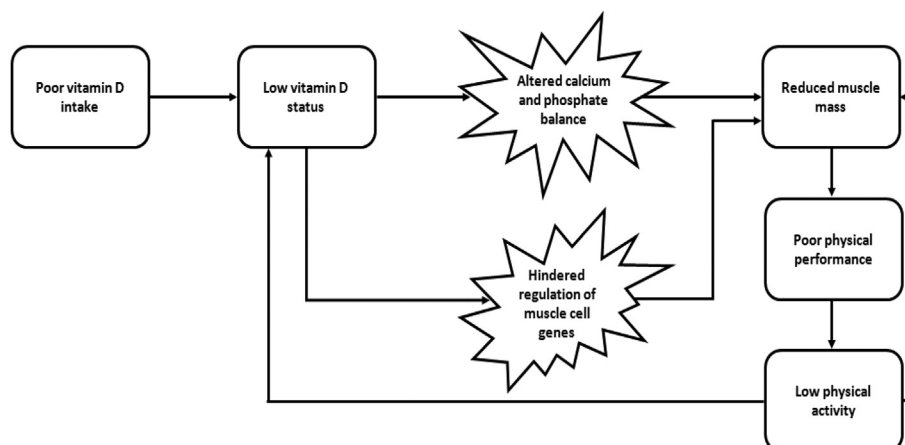 Poor vitamin D
intake
Low vitamin D
status
Altered calcium
and phosphate
balance
Reduced muscle
mass
Poor physical
performance
Hindered
regulation of
muscle cell
genes
Low physical
activity